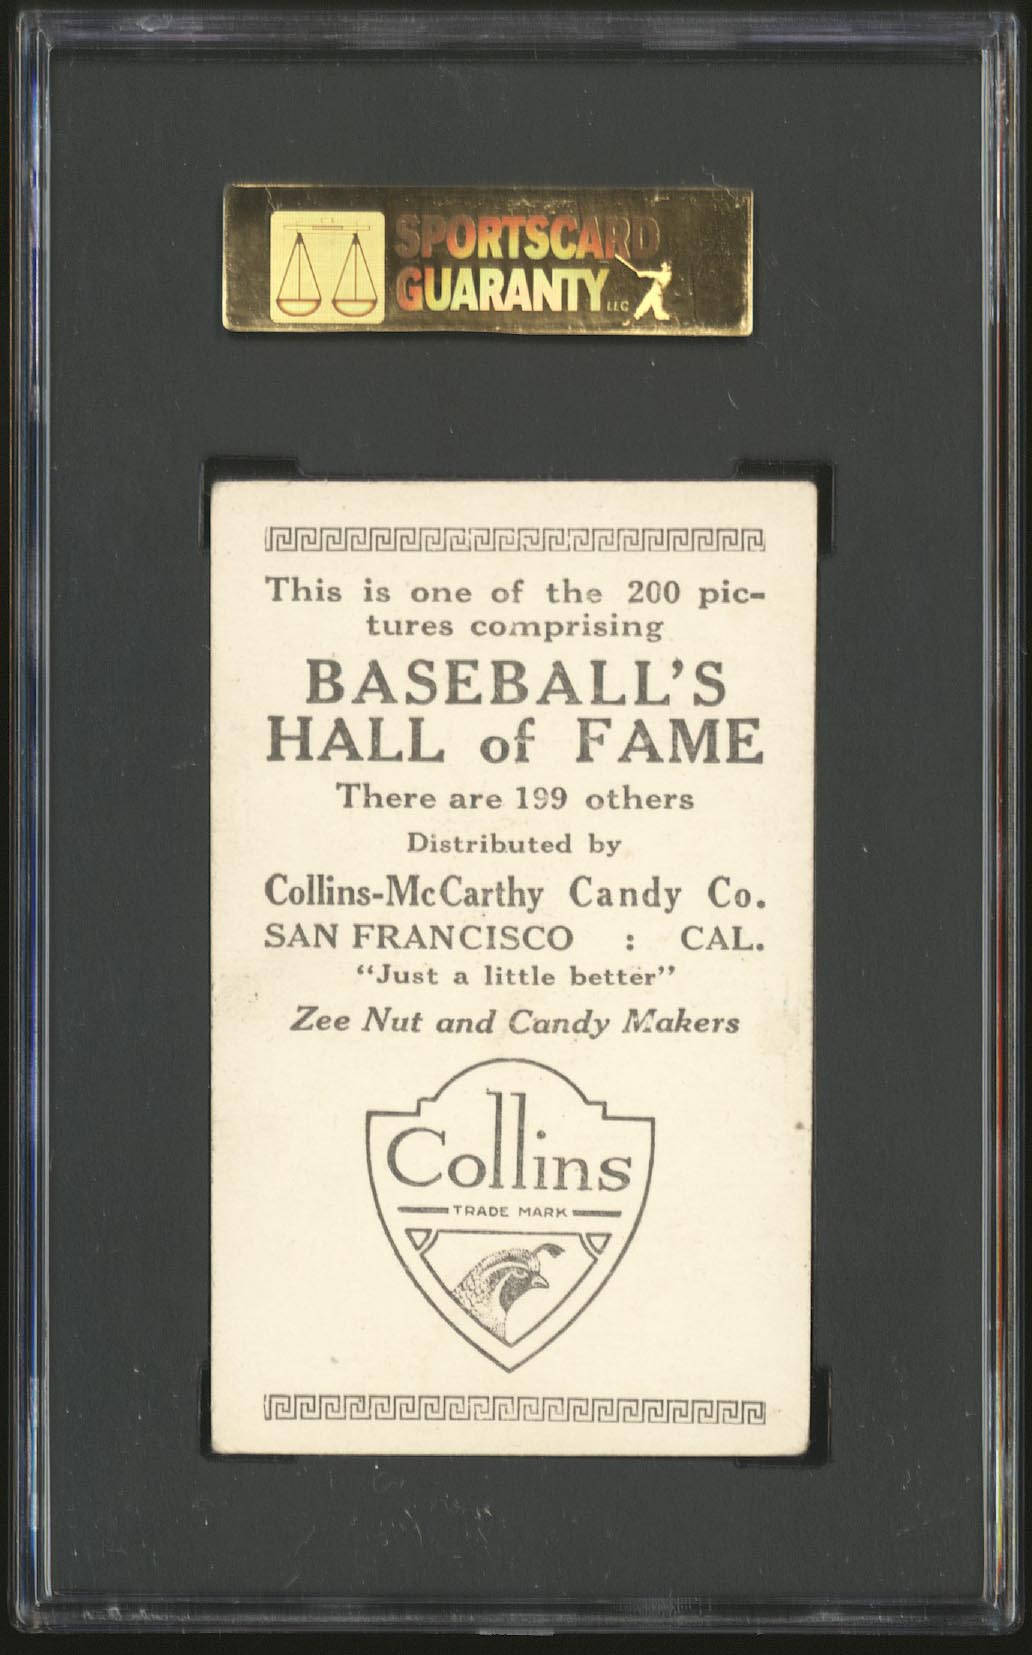 SPORTSCARD
GUARANTY LLC
This is one of the 200 pic-
tures comprising
BASEBALL'S
HALL of FAME
There are 199 others
Distributed by
Collins-McCarthy Candy Co.
SAN FRANCISCO : CAL.
"Just a little better"
Zee Nut and Candy Makers
Collins
TRADE MARK